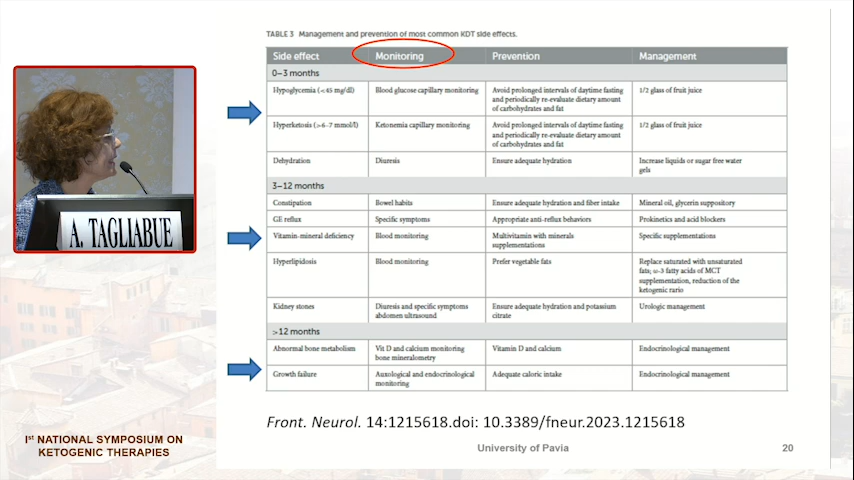 TABLE 3 Management and prevention of most common KDT side effects.
Side effect Monitoring Prevention Management
0–3 months
Hypoglycemia (<45 mg/dl) Blood glucose capillary monitoring Avoid prolonged intervals of daytime fasting 1/2 glass of fruit juice
and periodically re-evaluate dietary amount
of carbohydrates and fat
Hyperketosis (>6–7 mmol/l) Ketonemia capillary monitoring Avoid prolonged intervals of daytime fasting 1/2 glass of fruit juice
and periodically re-evaluate dietary amount
of carbohydrates and fat
Dehydration Diuresis Ensure adequate hydration Increase liquids or sugar free water
gels
3–12 months
Constipation Bowel habits Ensure adequate hydration and fiber intake Mineral oil, glycerin suppository
GE reflux Specific symptoms Appropriate anti-reflux behaviors Prokinetics and acid blockers
Vitamin-mineral deficiency Blood monitoring Multivitamin with minerals Specific supplementations
supplementations
Hyperlipidosis Blood monitoring Prefer vegetable fats Replace saturated with unsaturated
fats; ω-3 fatty acids of MCT
supplementation, reduction of the
ketogenic rario
Kidney stones Diuresis and specific symptoms Ensure adequate hydration and potassium Urologic management
abdomen ultrasound citrate
>12 months
Abnormal bone metabolism Vit D and calcium monitoring Vitamin D and calcium Endocrinological management
bone mineralometry
Growth failure Auxological and endocrinological Adequate caloric intake Endocrinological management
monitoring
A. TAGLIABUE
Front. Neurol. 14:1215618.doi: 10.3389/fneur.2023.1215618
Ist NATIONAL SYMPOSIUM ON
KETOGENIC THERAPIES
University of Pavia 20